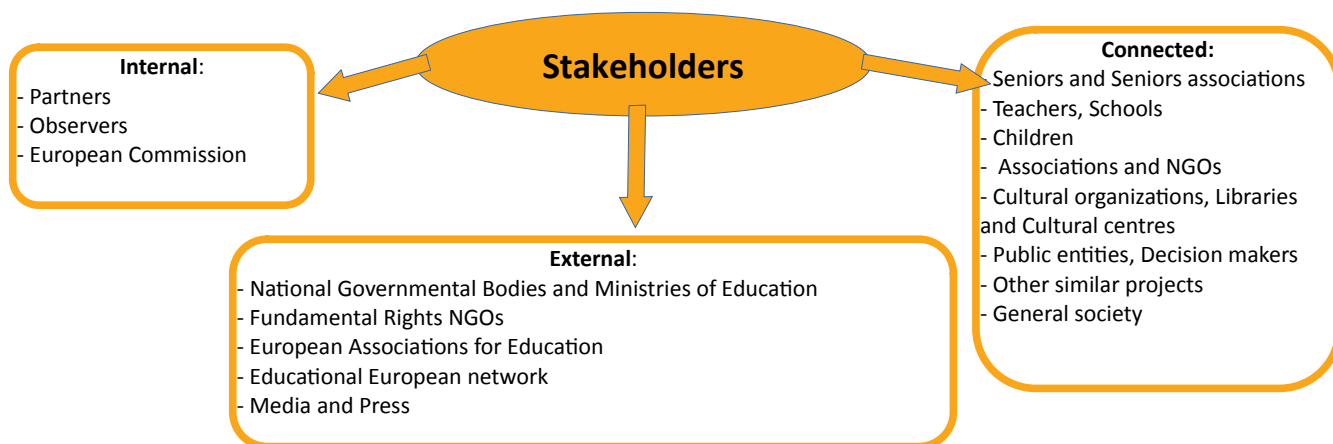 Stakeholders
Internal:
- Partners
- Observers
- European Commission
External:
- National Governmental Bodies and Ministries of Education
- Fundamental Rights NGOs
- European Associations for Education
- Educational European network
- Media and Press
Connected:
- Seniors and Seniors associations
- Teachers, Schools
- Children
-  Associations and NGOs
- Cultural organizations, Libraries
and Cultural centres
- Public entities, Decision makers
- Other similar projects
- General society